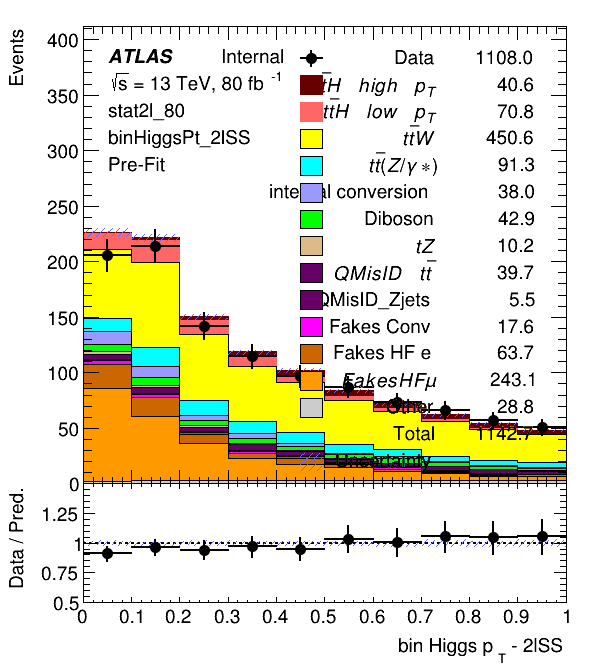 Events
400
350
300
250
200
150
100
50
0
ATLAS Internal
√s = 13 TeV, 80 fb⁻¹
stat2l_80
binHiggsPt_2lSS
Pre-Fit
Data 1108.0
tt̄H high p_T 40.6
tt̄H low p_T 70.8
tt̄W 450.6
tt̄(Z/γ*) 91.3
internal conversion 38.0
Diboson 42.9
tZ 10.2
QMisID tt̄ 39.7
QMisID_Zjets 5.5
Fakes Conv 17.6
Fakes HF e 63.7
FakesHFμ 243.1
Other 28.8
Total 1142.7
Uncertainty
Data / Pred.
1.25
1
0.75
0.5
0 0.1 0.2 0.3 0.4 0.5 0.6 0.7 0.8 0.9 1
bin Higgs p_T - 2lSS